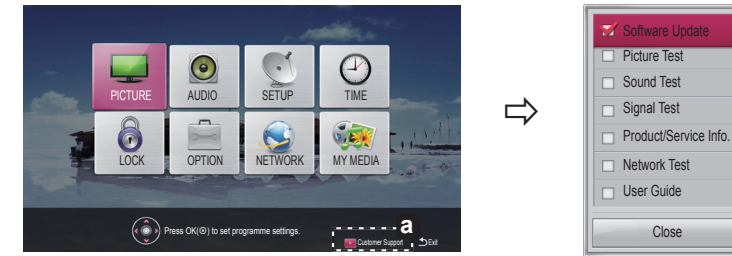 PICTURE AUDIO SETUP TIME
LOCK OPTION NETWORK MY MEDIA
Press OK(⊙) to set programme settings.
a
Customer Support Exit
Software Update
Picture Test
Sound Test
Signal Test
Product/Service Info.
Network Test
User Guide
Close